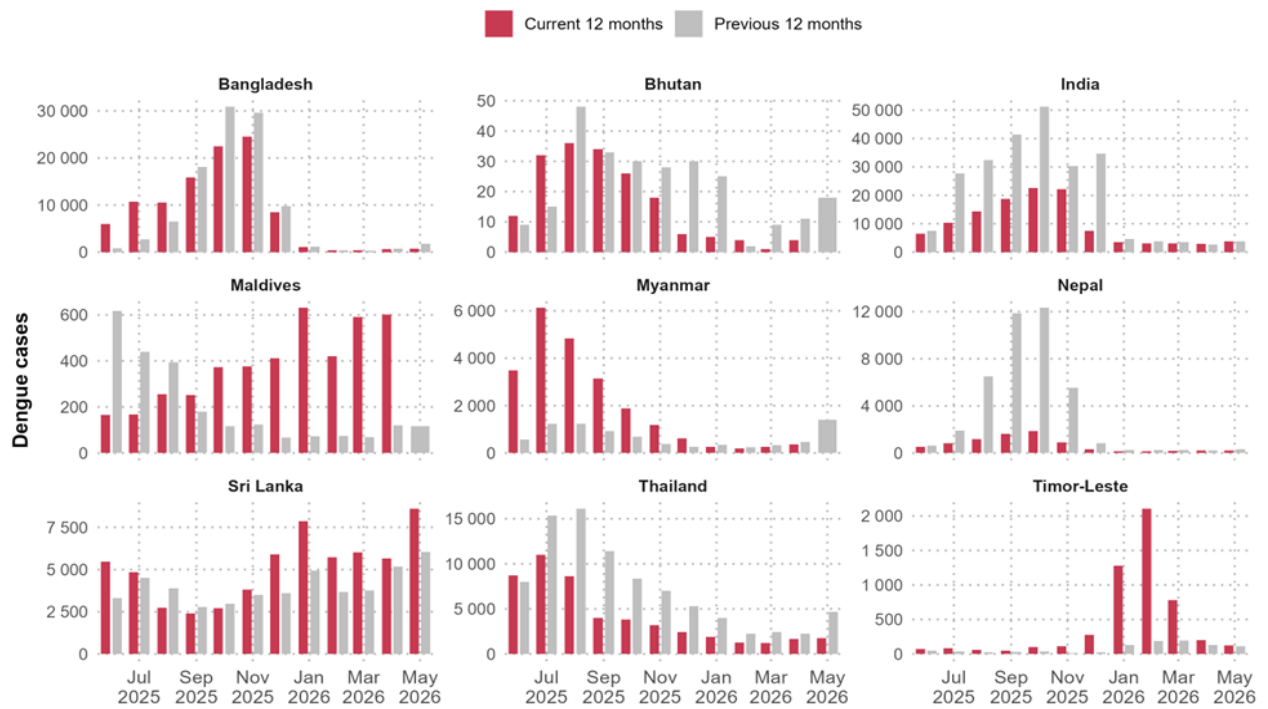 Current 12 months Previous 12 months
Bangladesh
30 000
20 000
10 000
0
Bhutan
50
40
30
20
10
0
India
50 000
40 000
30 000
20 000
10 000
0
Dengue cases
Maldives
600
400
200
0
Myanmar
6 000
4 000
2 000
0
Nepal
12 000
8 000
4 000
0
Sri Lanka
7 500
5 000
2 500
0
Thailand
15 000
10 000
5 000
0
Timor-Leste
2 000
1 500
1 000
500
0
Jul Sep Nov Jan Mar May
2025 2025 2025 2026 2026 2026
Jul Sep Nov Jan Mar May
2025 2025 2025 2026 2026 2026
Jul Sep Nov Jan Mar May
2025 2025 2025 2026 2026 2026